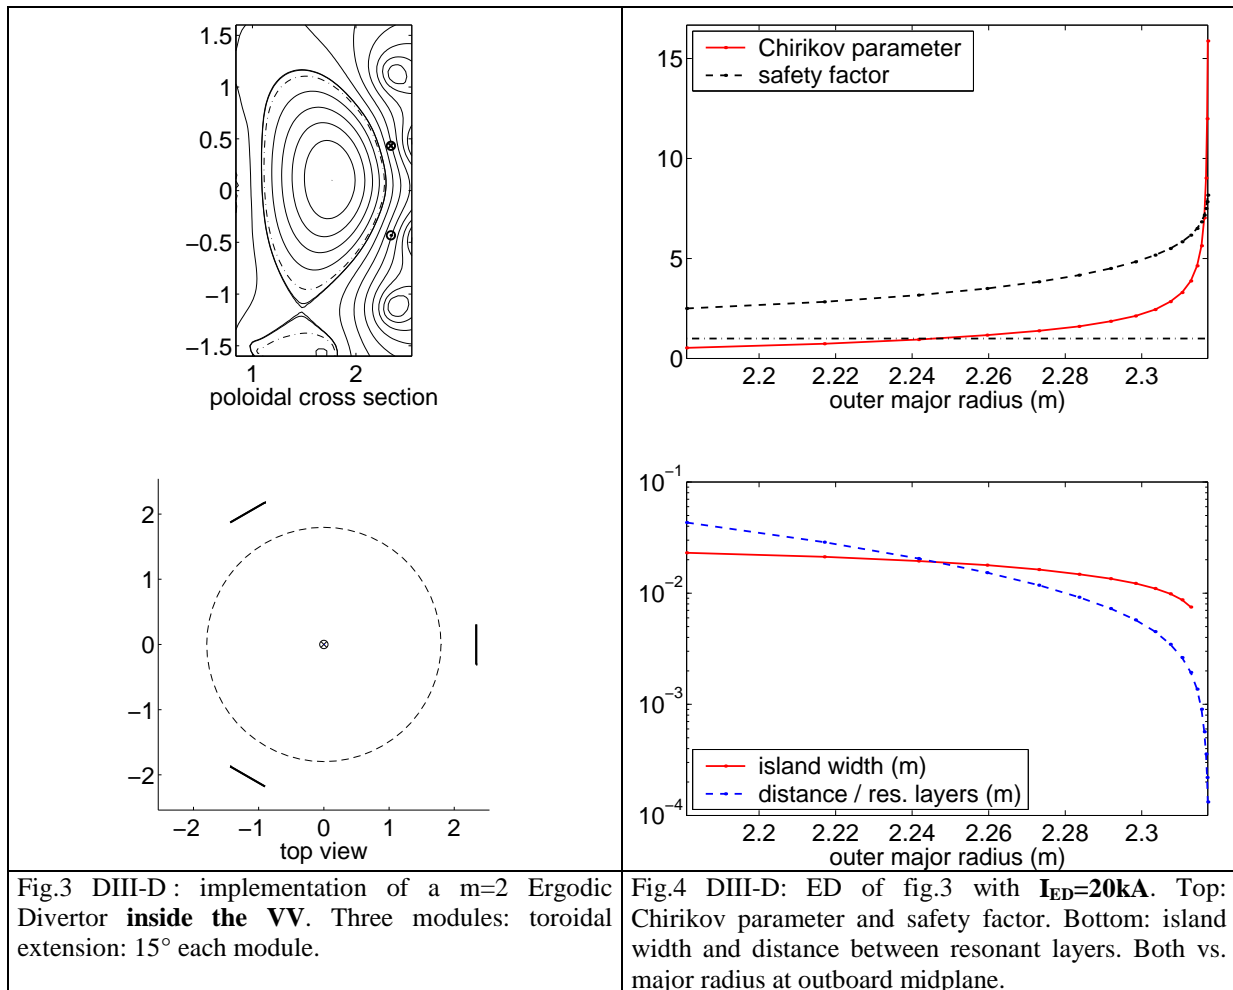 1.5
1
0.5
0
−0.5
−1
−1.5
1 2
poloidal cross section
2
1
0
−1
−2
−2 −1 0 1 2
top view
Chirikov parameter
safety factor
15
10
5
0
2.2 2.22 2.24 2.26 2.28 2.3
outer major radius (m)
10⁻¹
10⁻²
10⁻³
10⁻⁴
island width (m)
distance / res. layers (m)
2.2 2.22 2.24 2.26 2.28 2.3
outer major radius (m)
Fig.3 DIII-D : implementation of a m=2 Ergodic
Divertor inside the VV. Three modules: toroidal
extension: 15° each module.
Fig.4 DIII-D: ED of fig.3 with I_ED=20kA. Top:
Chirikov parameter and safety factor. Bottom: island
width and distance between resonant layers. Both vs.
major radius at outboard midplane.